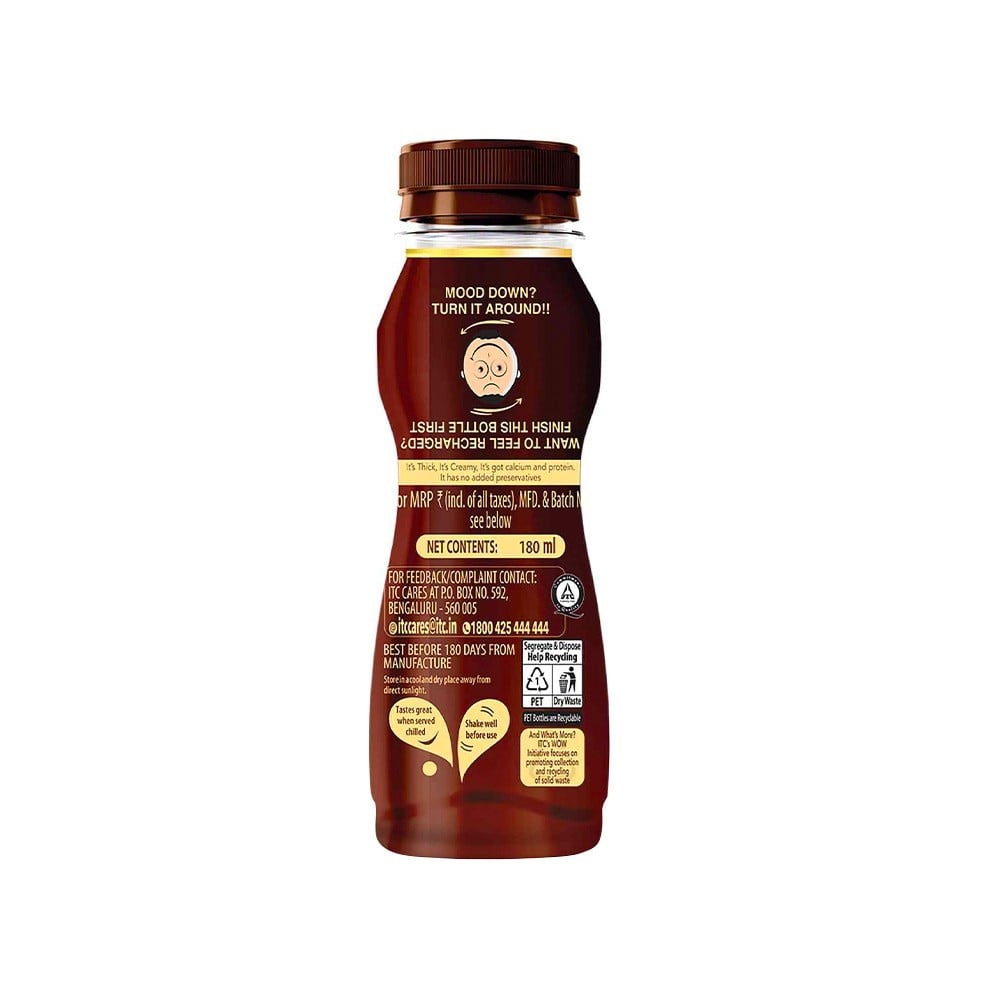 MOOD DOWN?
TURN IT AROUND!!
WANT TO FEEL RECHARGED?
FINISH THIS BOTTLE FIRST
It's Thick, It's Creamy, It's got calcium and protein.
It has no added preservatives
or MRP ₹ (incl. of all taxes), MFD. & Batch N
see below
NET CONTENTS: 180 ml
FOR FEEDBACK/COMPLAINT CONTACT:
ITC CARES AT P.O. BOX NO. 592,
BENGALURU - 560 005
@itccares@itc.in 1800 425 444 444
BEST BEFORE 180 DAYS FROM
MANUFACTURE
Store in a cool and dry place away from
direct sunlight.
Tastes great
when served
chilled
Shake well
before use
Segregate & Dispose
Help Recycling
1
PET Dry Waste
PET Bottles are Recyclable
And What's More?
ITC's WOW
Initiative focuses on
promoting collection
and recycling
of solid waste